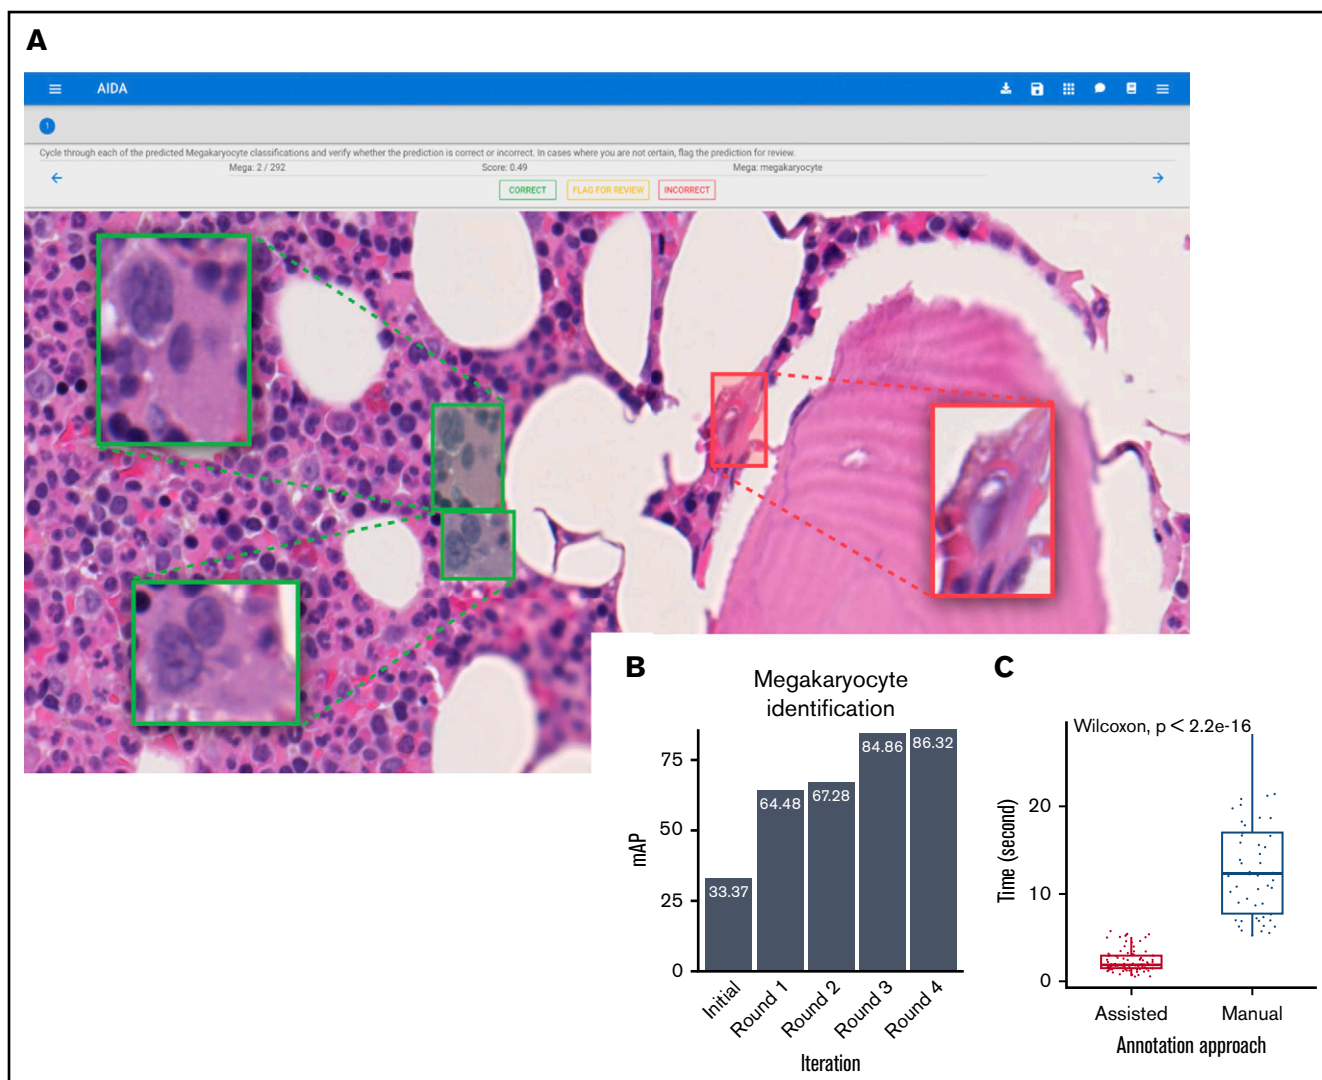 A
AIDA
1
Cycle through each of the predicted Megakaryocyte classifications and verify whether the prediction is correct or incorrect. In cases where you are not certain, flag the prediction for review.
Mega: 2 / 292 Score: 0.49 Mega: megakaryocyte
CORRECT FLAG FOR REVIEW INCORRECT
B
Megakaryocyte
identification
mAP
75
50
25
0
33.37
64.48
67.28
84.86
86.32
Initial
Round 1
Round 2
Round 3
Round 4
Iteration
C
Wilcoxon, p < 2.2e-16
Time (second)
20
10
0
Assisted
Manual
Annotation approach